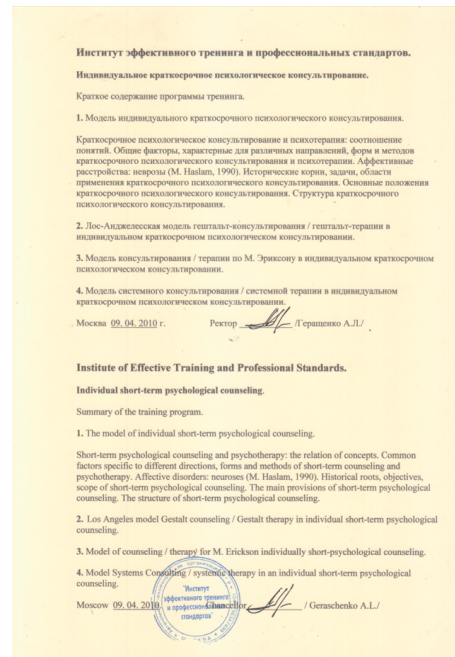 Институт эффективного тренинга и профессиональных стандартов.
Индивидуальное краткосрочное психологическое консультирование.
Краткое содержание программы тренинга.
1. Модель индивидуального краткосрочного психологического консультирования.
Краткосрочное психологическое консультирование и психотерапия: соотношение
понятий. Общие факторы, характерные для различных направлений, форм и методов
краткосрочного психологического консультирования и психотерапии. Аффективные
расстройства: неврозы (M. Haslam, 1990). Исторические корни, задачи, области
применения краткосрочного психологического консультирования. Основные положения
краткосрочного психологического консультирования. Структура краткосрочного
психологического консультирования.
2. Лос-Анджелесская модель гештальт-консультирования / гештальт-терапии в
индивидуальном краткосрочном психологическом консультировании.
3. Модель консультирования / терапии по М. Эриксону в индивидуальном краткосрочном
психологическом консультировании.
4. Модель системного консультирования / системной терапии в индивидуальном
краткосрочном психологическом консультировании.
Москва 09. 04. 2010 г. Ректор /Геращенко А.Л./
Institute of Effective Training and Professional Standards.
Individual short-term psychological counseling.
Summary of the training program.
1. The model of individual short-term psychological counseling.
Short-term psychological counseling and psychotherapy: the relation of concepts. Common
factors specific to different directions, forms and methods of short-term counseling and
psychotherapy. Affective disorders: neuroses (M. Haslam, 1990). Historical roots, objectives,
scope of short-term psychological counseling. The main provisions of short-term psychological
counseling. The structure of short-term psychological counseling.
2. Los Angeles model Gestalt counseling / Gestalt therapy in individual short-term psychological
counseling.
3. Model of counseling / therapy for M. Erickson individually short-psychological counseling.
4. Model Systems Consulting / systemic therapy in an individual short-term psychological
counseling.
Moscow 09. 04. 2010. Chancellor / Geraschenko A.L./
"Институт
эффективного тренинга
и профессиональных
стандартов"